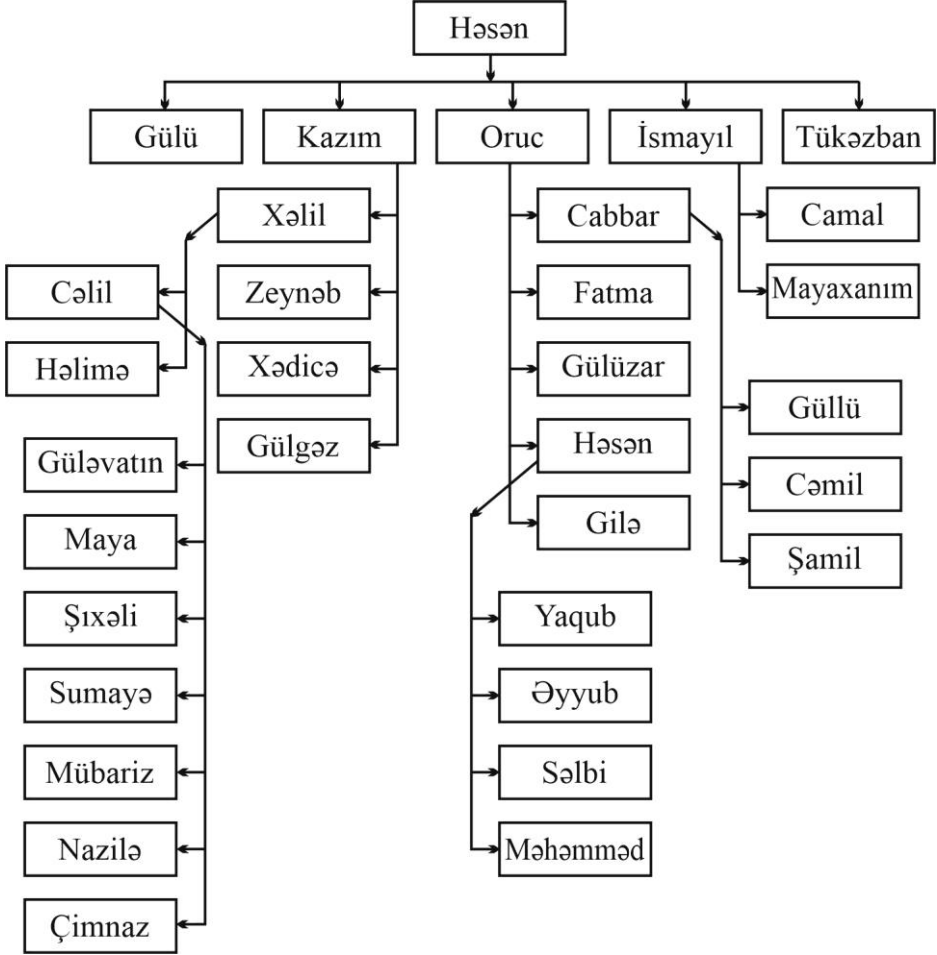 Həsən
Gülü
Kazım
Oruc
İsmayıl
Tükəzban
Xəlil
Cabbar
Camal
Cəlil
Zeynəb
Fatma
Mayaxanım
Həlimə
Xədicə
Gülüzar
Güllü
Güləvatın
Gülgəz
Həsən
Cəmil
Maya
Gilə
Şamil
Şıxəli
Yaqub
Sumayə
Əyyub
Mübariz
Səlbi
Nazilə
Məhəmməd
Çimnaz